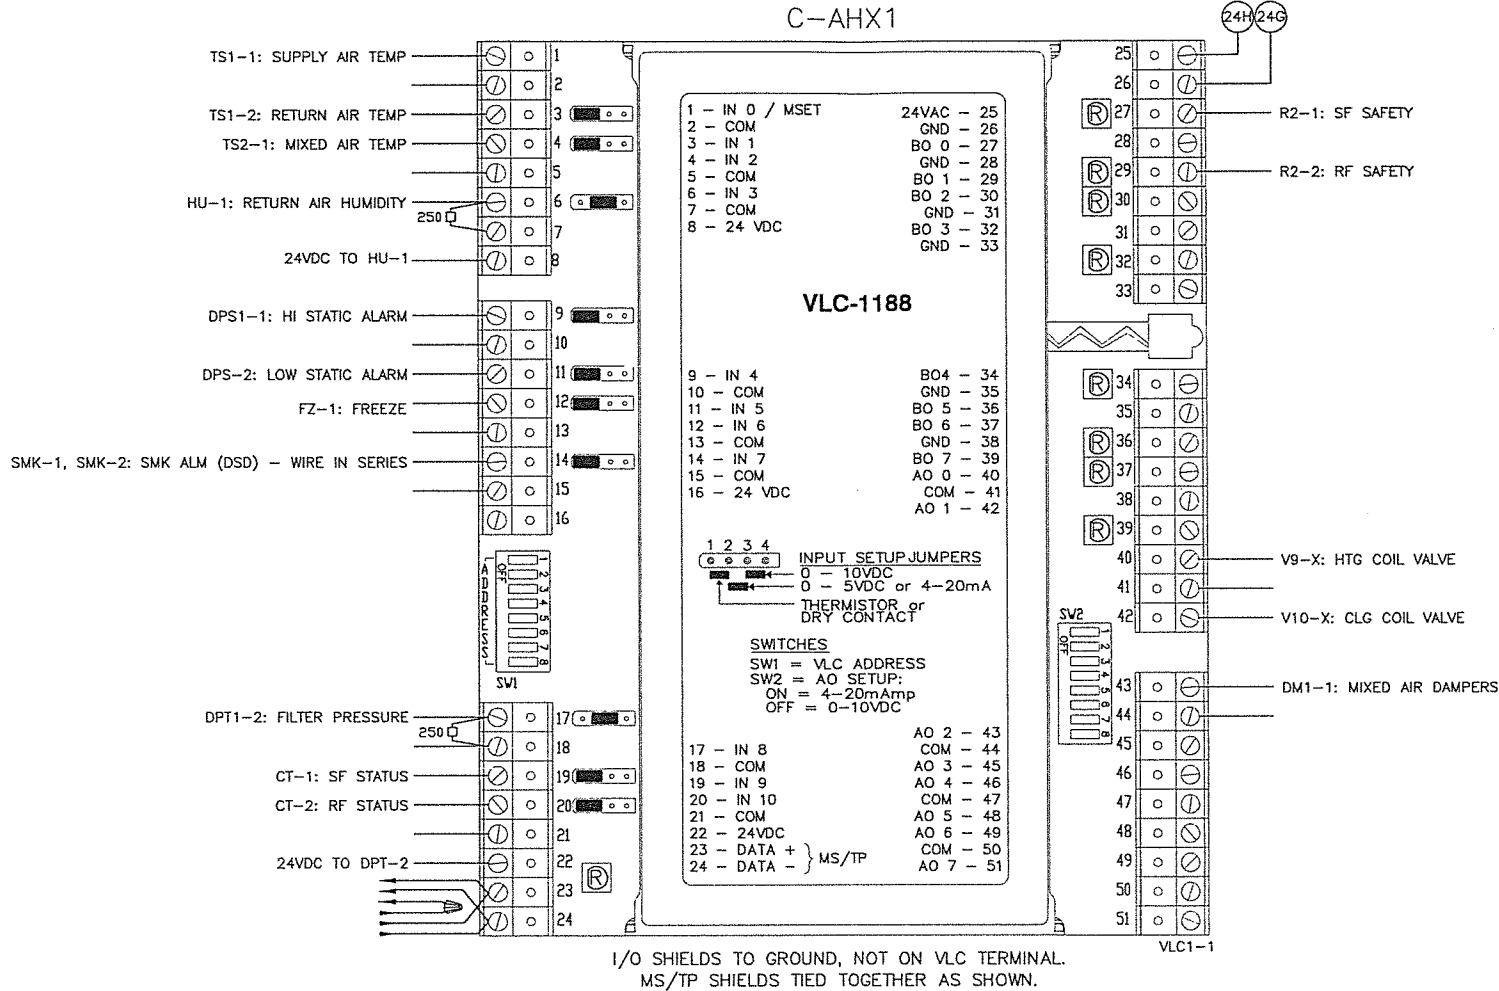 C-AHX1
24H 24G
TS1-1: SUPPLY AIR TEMP
TS1-2: RETURN AIR TEMP
TS2-1: MIXED AIR TEMP
HU-1: RETURN AIR HUMIDITY
250
24VDC TO HU-1
DPS1-1: HI STATIC ALARM
DPS-2: LOW STATIC ALARM
FZ-1: FREEZE
SMK-1, SMK-2: SMK ALM (DSD) - WIRE IN SERIES
DPT1-2: FILTER PRESSURE
250
CT-1: SF STATUS
CT-2: RF STATUS
24VDC TO DPT-2
1
2
3
4
5
6
7
8
9
10
11
12
13
14
15
16
ADDRESS
OFF
1
2
3
4
5
6
7
8
SW1
17
18
19
20
21
22
23
24
R
1 - IN 0 / MSET
2 - COM
3 - IN 1
4 - IN 2
5 - COM
6 - IN 3
7 - COM
8 - 24 VDC
24VAC - 25
GND - 26
BO 0 - 27
GND - 28
BO 1 - 29
BO 2 - 30
GND - 31
BO 3 - 32
GND - 33
VLC-1188
9 - IN 4
10 - COM
11 - IN 5
12 - IN 6
13 - COM
14 - IN 7
15 - COM
16 - 24 VDC
BO4 - 34
GND - 35
BO 5 - 36
BO 6 - 37
GND - 38
BO 7 - 39
AO 0 - 40
COM - 41
AO 1 - 42
1 2 3 4
INPUT SETUP JUMPERS
0 - 10VDC
0 - 5VDC or 4-20mA
THERMISTOR or
DRY CONTACT
SWITCHES
SW1 = VLC ADDRESS
SW2 = AO SETUP:
ON = 4-20mAmp
OFF = 0-10VDC
17 - IN 8
18 - COM
19 - IN 9
20 - IN 10
21 - COM
22 - 24VDC
23 - DATA +
24 - DATA -
MS/TP
AO 2 - 43
COM - 44
AO 3 - 45
AO 4 - 46
COM - 47
AO 5 - 48
AO 6 - 49
COM - 50
AO 7 - 51
25
26
R 27
28
R 29
R 30
31
R 32
33
R 34
35
R 36
R 37
38
R 39
40
41
42
SW2
OFF
1
2
3
4
5
6
7
8
43
44
45
46
47
48
49
50
51
R2-1: SF SAFETY
R2-2: RF SAFETY
V9-X: HTG COIL VALVE
V10-X: CLG COIL VALVE
DM1-1: MIXED AIR DAMPERS
VLC1-1
I/O SHIELDS TO GROUND, NOT ON VLC TERMINAL.
MS/TP SHIELDS TIED TOGETHER AS SHOWN.